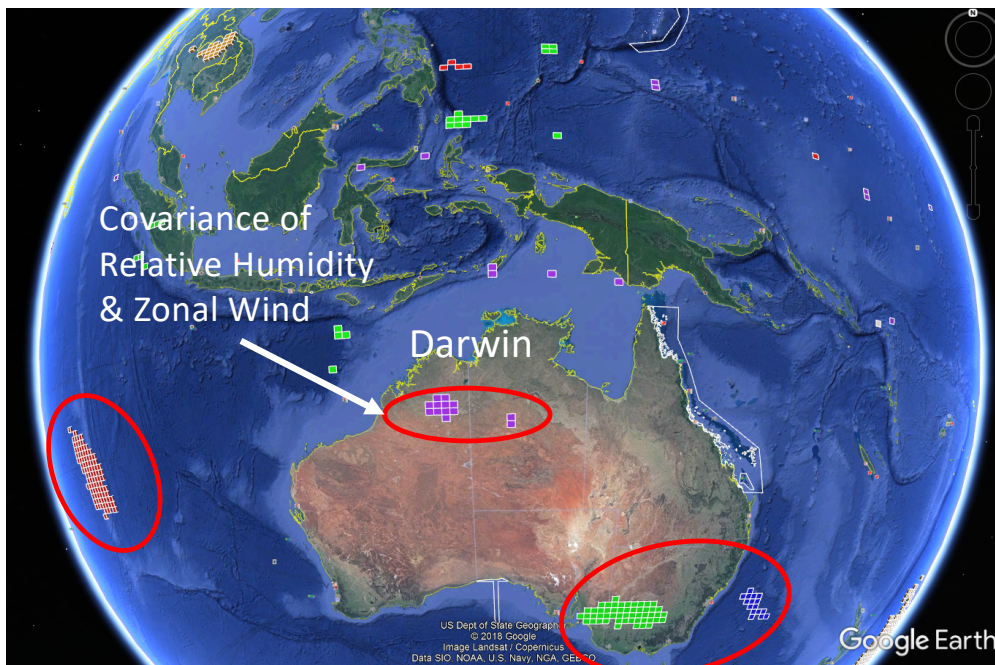 N
Covariance of
Relative Humidity
& Zonal Wind
Darwin
US Dept of State Geographer
© 2018 Google
Image Landsat / Copernicus
Data SIO, NOAA, U.S. Navy, NGA, GEBCO
Google Earth